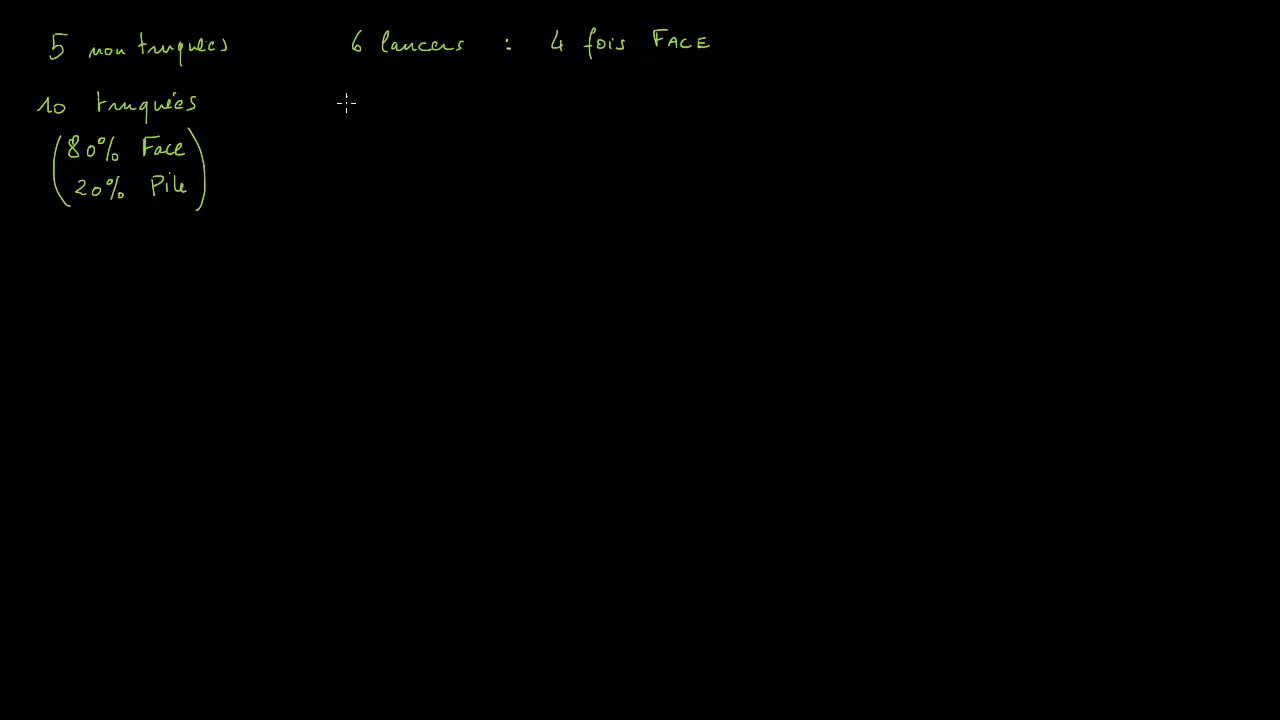 5 non truquées
6 lancers : 4 fois FACE
10 truquées
(80% Face
20% Pile)